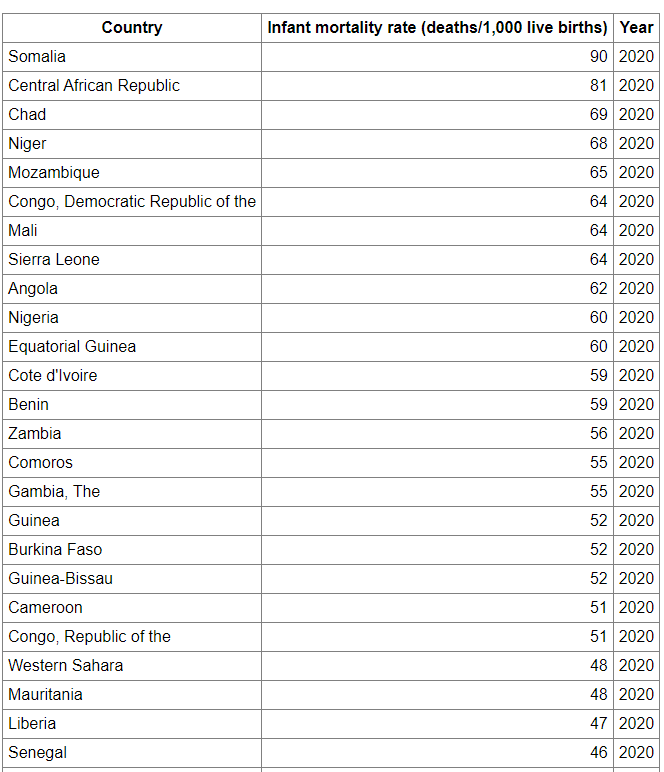 Country Infant mortality rate (deaths/1,000 live births) Year
Somalia 90 2020
Central African Republic 81 2020
Chad 69 2020
Niger 68 2020
Mozambique 65 2020
Congo, Democratic Republic of the 64 2020
Mali 64 2020
Sierra Leone 64 2020
Angola 62 2020
Nigeria 60 2020
Equatorial Guinea 60 2020
Cote d'Ivoire 59 2020
Benin 59 2020
Zambia 56 2020
Comoros 55 2020
Gambia, The 55 2020
Guinea 52 2020
Burkina Faso 52 2020
Guinea-Bissau 52 2020
Cameroon 51 2020
Congo, Republic of the 51 2020
Western Sahara 48 2020
Mauritania 48 2020
Liberia 47 2020
Senegal 46 2020